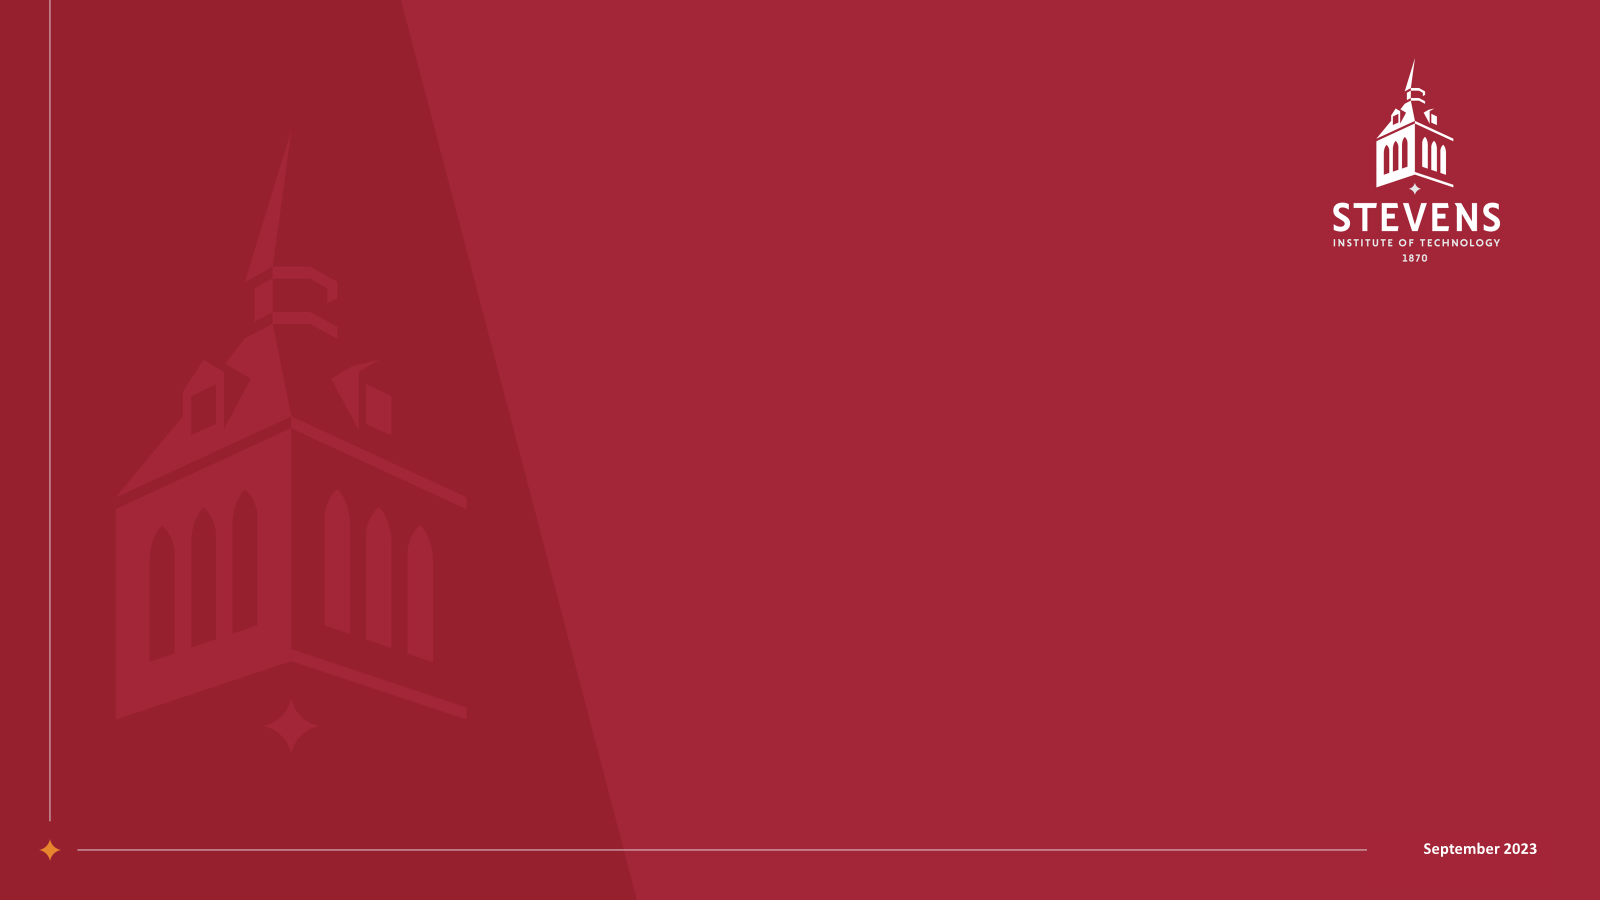 STEVENS
INSTITUTE OF TECHNOLOGY
1870
September 2023